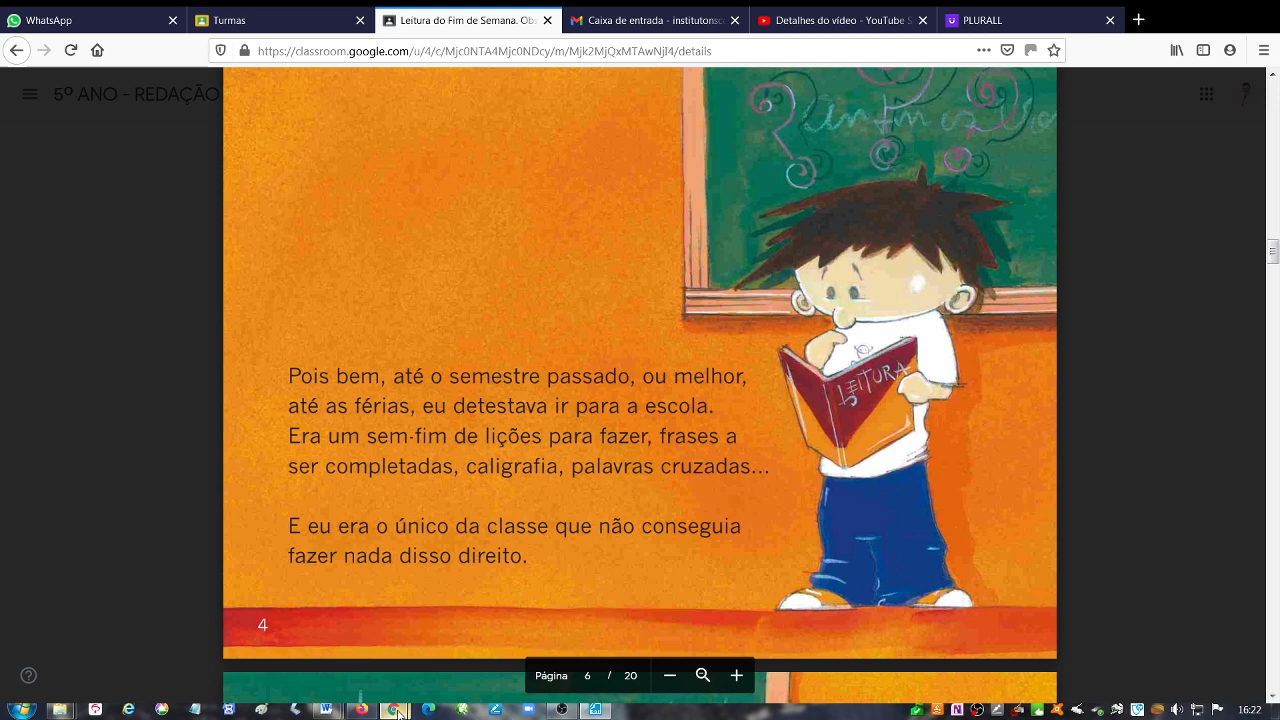 WhatsApp
Turmas
Leitura do Fim de Semana. Obs
Caixa de entrada - institutonsc
Detalhes do vídeo - YouTube S
PLURALL
https://classroom.google.com/u/4/c/Mjc0NTA4Mjc0NDcy/m/Mjk2MjQxMTAwNjI4/details
5º ANO - REDAÇÃO
LEITURA
Pois bem, até o semestre passado, ou melhor,
até as férias, eu detestava ir para a escola.
Era um sem-fim de lições para fazer, frases a
ser completadas, caligrafia, palavras cruzadas...
E eu era o único da classe que não conseguia
fazer nada disso direito.
4
Página 6 / 20
16:22